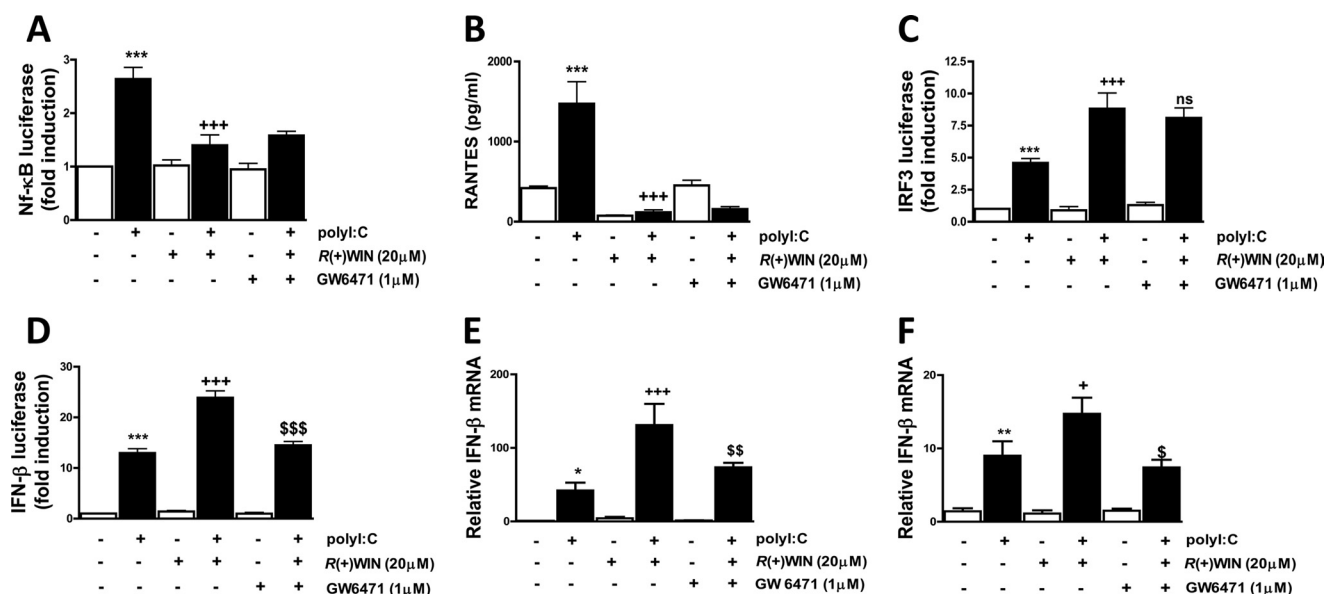 A
Nf-κB luciferase
(fold induction)
3
2
1
0
***
+++
- + - + - + polyI:C
- - + + - + R(+)WIN (20μM)
- - - - + + GW6471 (1μM)
B
RANTES (pg/ml)
2000
1600
400
0
***
+++
- + - + - + polyI:C
- - + + - + R(+)WIN (20μM)
- - - - + + GW6471 (1μM)
C
IRF3 luciferase
(fold induction)
12.5
10.0
7.5
5.0
2.5
0.0
***
+++
ns
- + - + - + polyI:C
- - + + - + R(+)WIN (20μM)
- - - - + + GW6471 (1μM)
D
IFN-β luciferase
(fold induction)
30
20
10
0
***
+++
$$$
- + - + - + polyI:C
- - + + - + R(+)WIN (20μM)
- - - - + + GW6471 (1μM)
E
Relative IFN-β mRNA
200
100
0
*
+++
$$
- + - + - + polyI:C
- - + + - + R(+)WIN (20μM)
- - - - + + GW 6471 (1μM)
F
Relative IFN-β mRNA
20
10
0
**
+
$
- + - + - + polyI:C
- - + + - + R(+)WIN (20μM)
- - - - + + GW6471 (1μM)